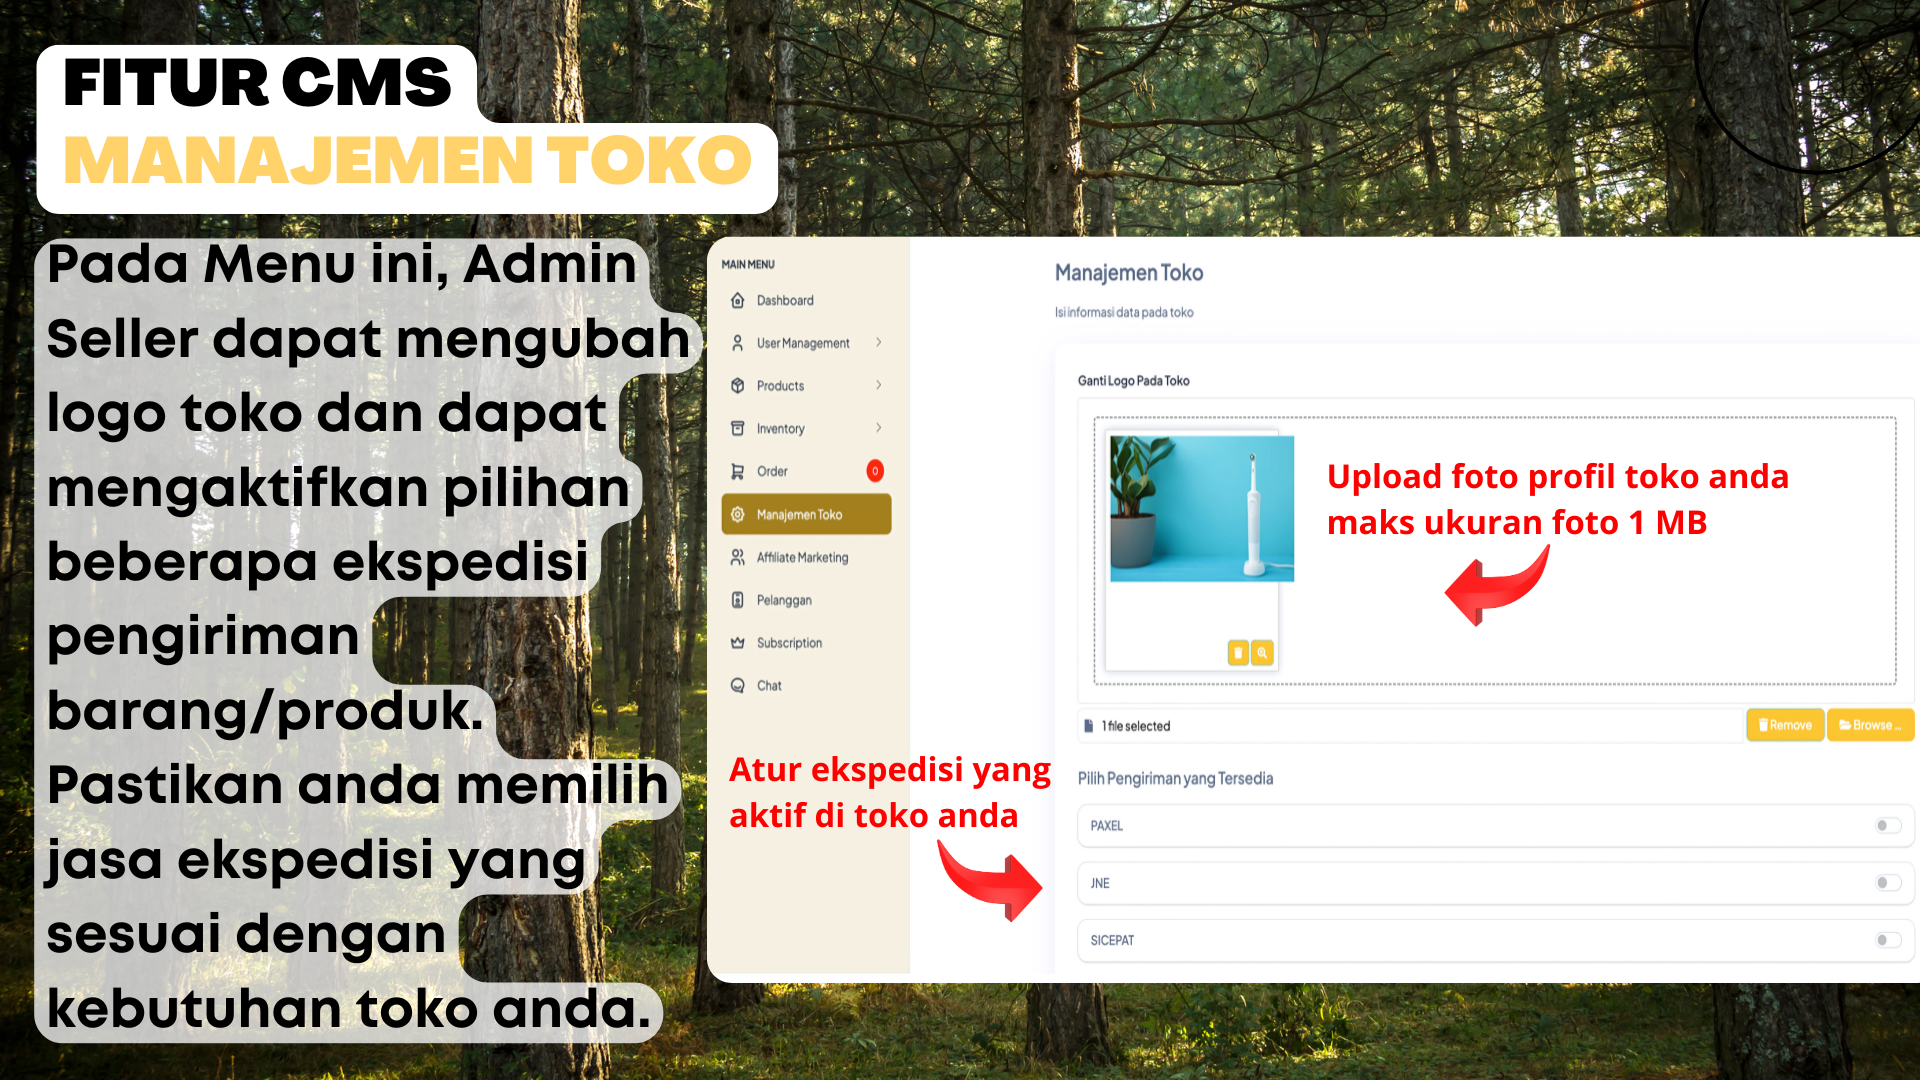 FITUR CMS
MANAJEMEN TOKO
Pada Menu ini, Admin
Seller dapat mengubah
logo toko dan dapat
mengaktifkan pilihan
beberapa ekspedisi
pengiriman
barang/produk.
Pastikan anda memilih
jasa ekspedisi yang
sesuai dengan
kebutuhan toko anda.
MAIN MENU
Dashboard
User Management
Products
Inventory
Order 0
Manajemen Toko
Affiliate Marketing
Pelanggan
Subscription
Chat
Atur ekspedisi yang
aktif di toko anda
Manajemen Toko
Isi informasi data pada toko
Ganti Logo Pada Toko
Upload foto profil toko anda
maks ukuran foto 1 MB
1 file selected
Remove
Browse ...
Pilih Pengiriman yang Tersedia
PAXEL
JNE
SICEPAT